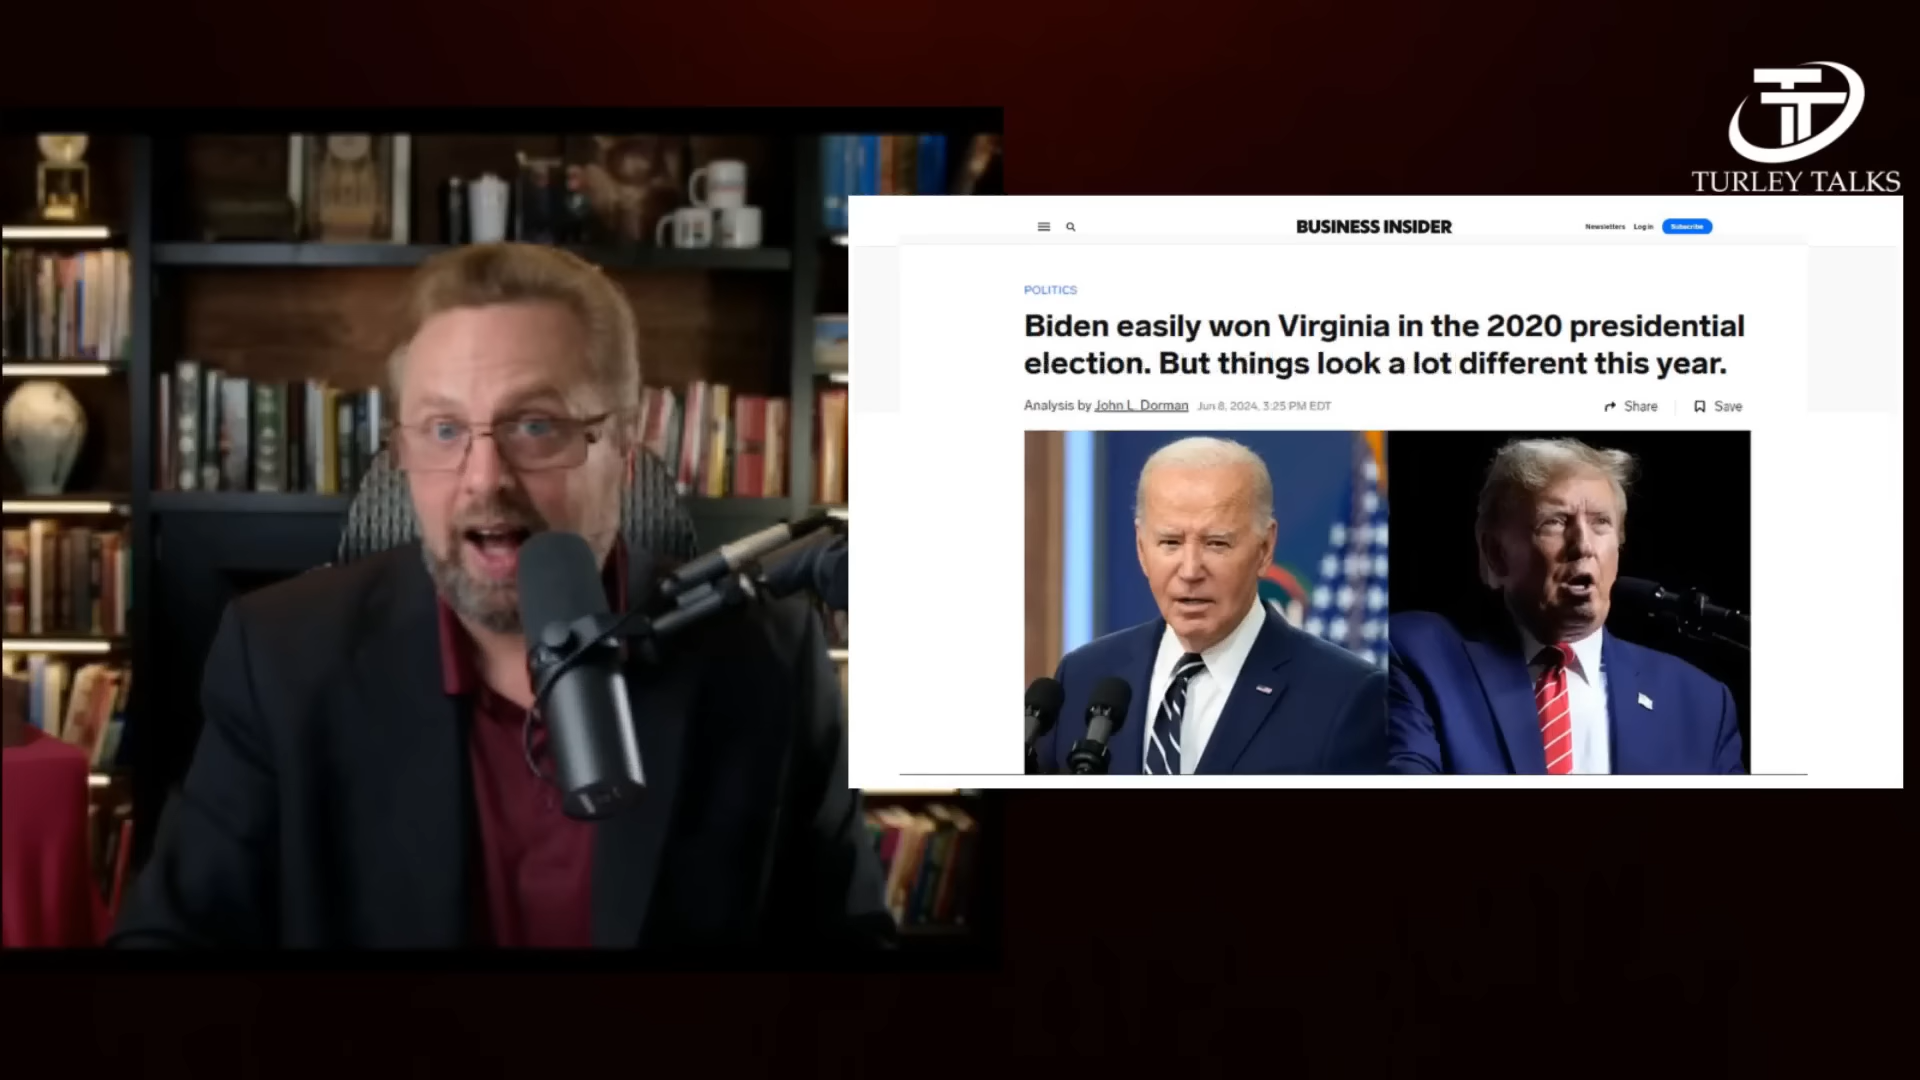 TURLEY TALKS
BUSINESS INSIDER
Newsletters Log in Subscribe
POLITICS
Biden easily won Virginia in the 2020 presidential
election. But things look a lot different this year.
Analysis by John L. Dorman Jun 8, 2024, 3:25 PM EDT
Share Save